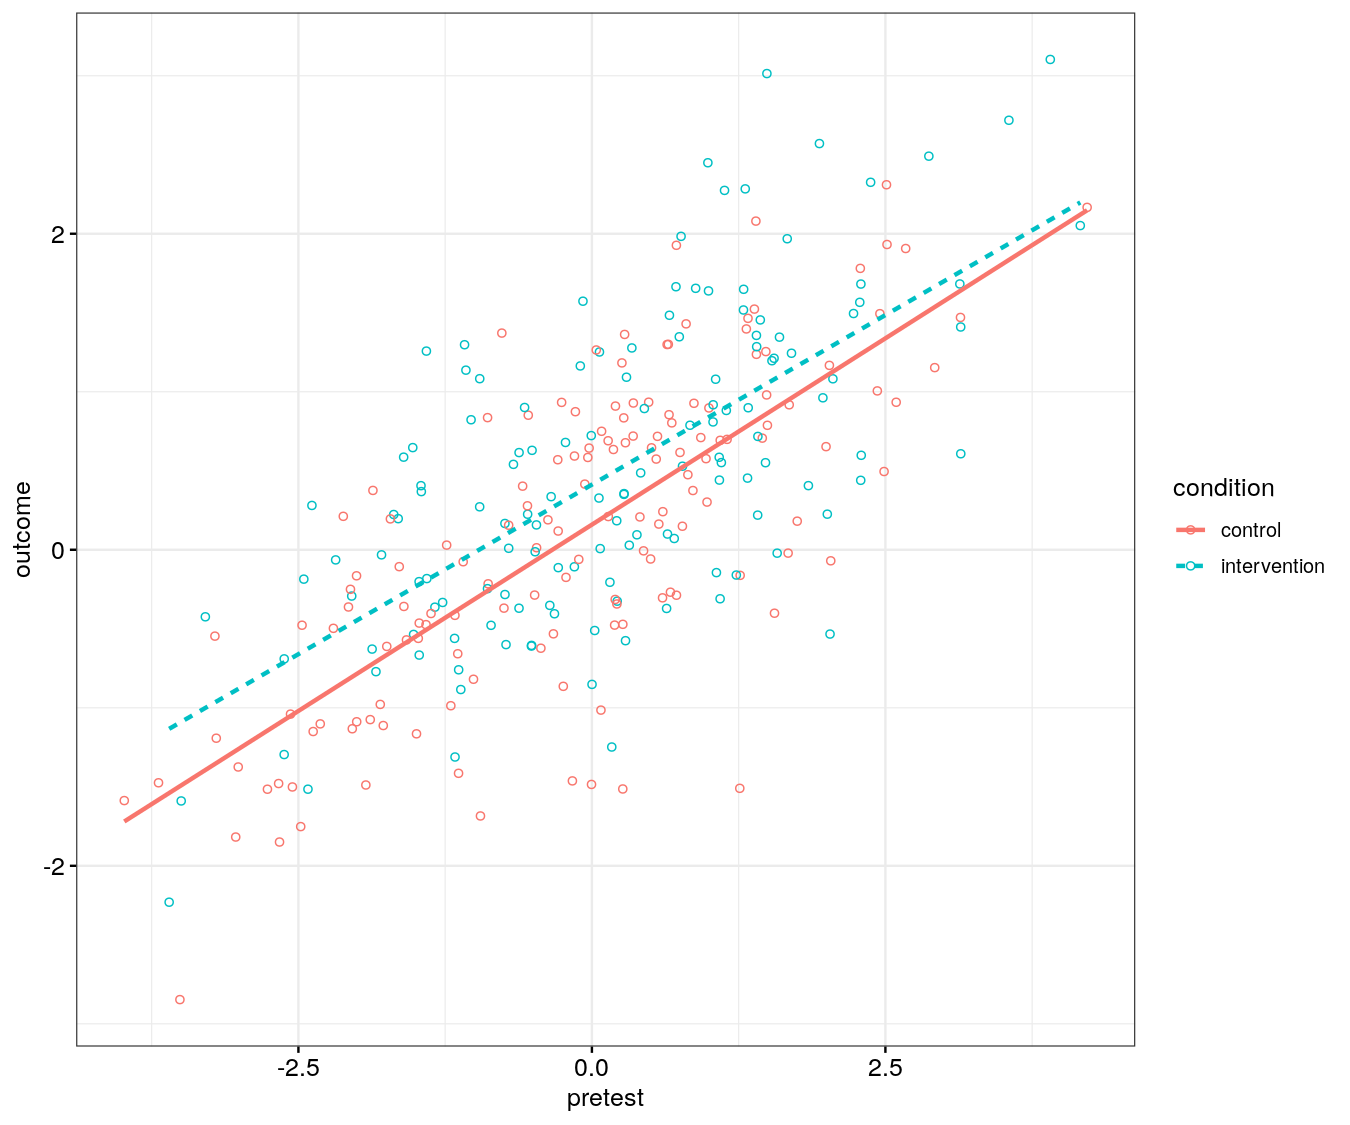 outcome
2
0
-2
-2.5 0.0 2.5
pretest
condition
control
intervention